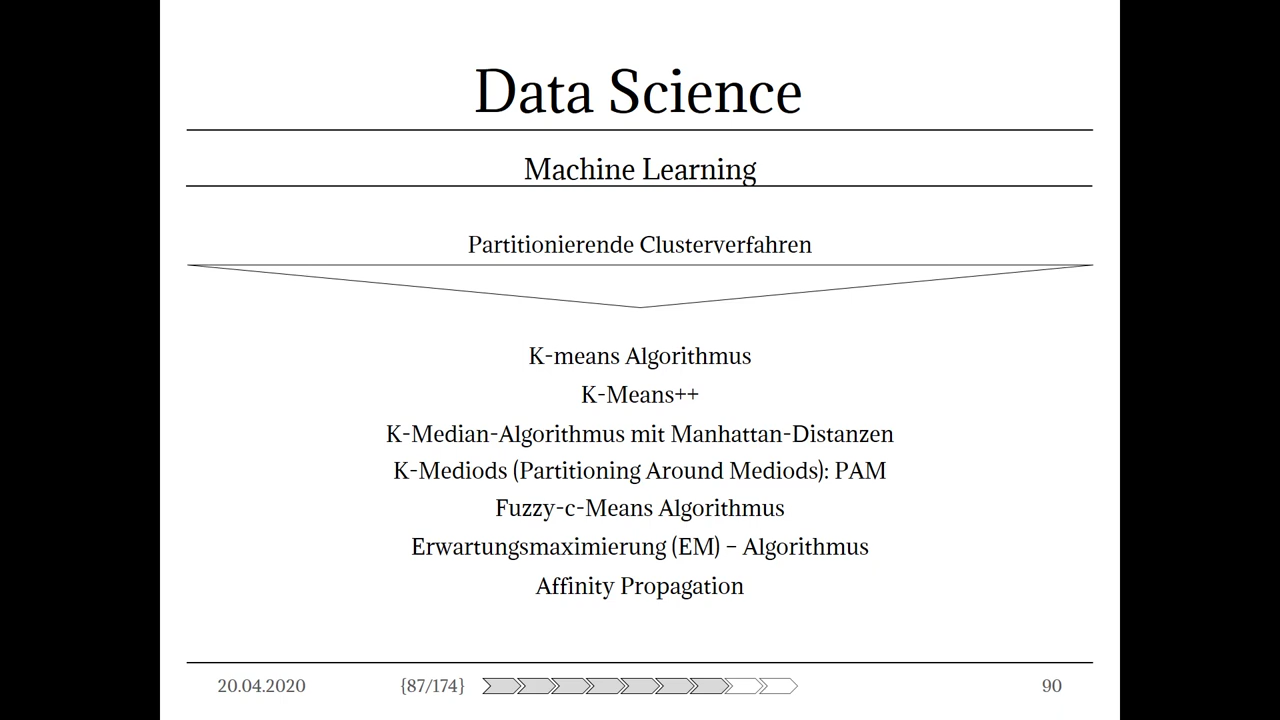 Data Science
Machine Learning
Partitionierende Clusterverfahren
K-means Algorithmus
K-Means++
K-Median-Algorithmus mit Manhattan-Distanzen
K-Mediods (Partitioning Around Mediods): PAM
Fuzzy-c-Means Algorithmus
Erwartungsmaximierung (EM) – Algorithmus
Affinity Propagation
20.04.2020 {87/174} 90